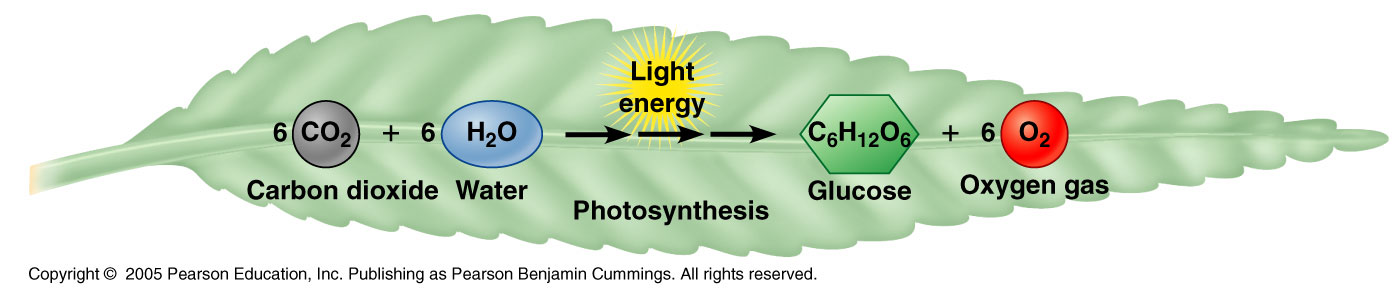 Light
energy
6 CO₂ + 6 H₂O C₆H₁₂O₆ + 6 O₂
Carbon dioxide Water Glucose Oxygen gas
Photosynthesis
Copyright © 2005 Pearson Education, Inc. Publishing as Pearson Benjamin Cummings. All rights reserved.